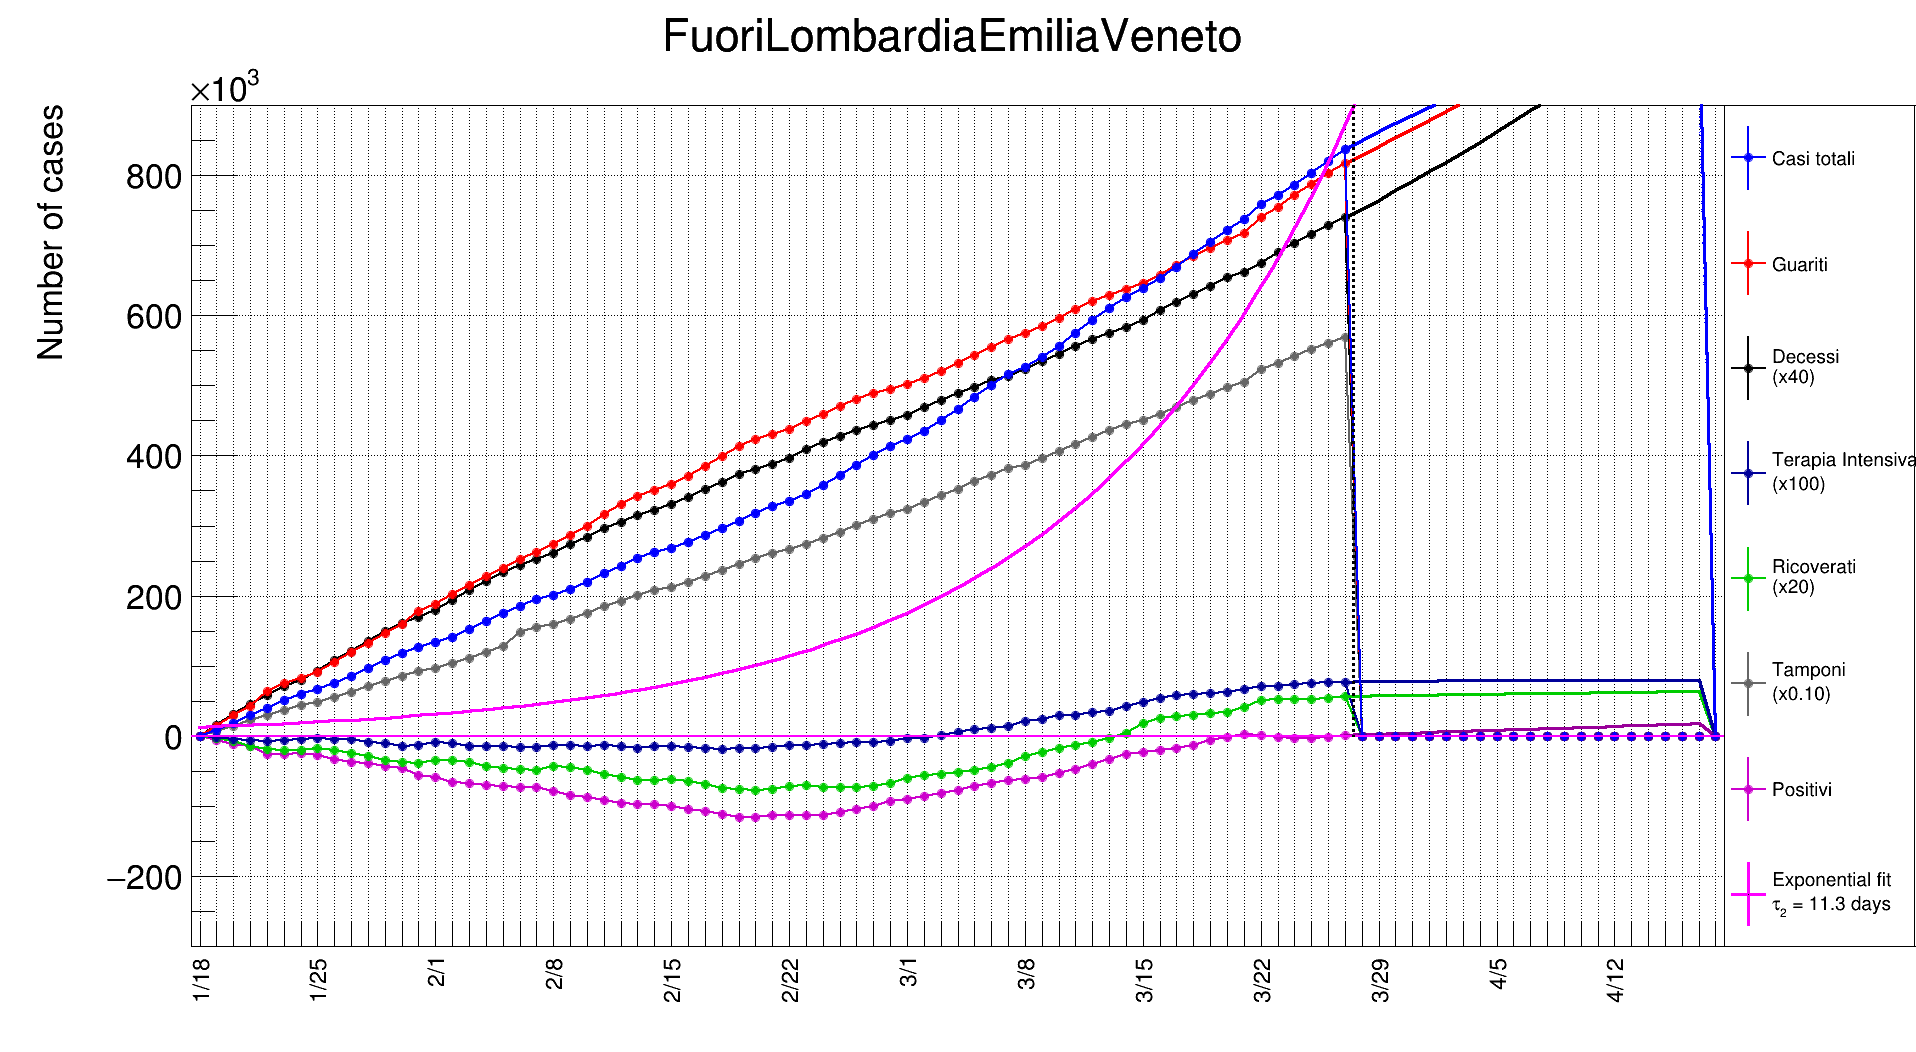 FuoriLombardiaEmiliaVeneto
×10³
Number of cases
800
600
400
200
0
−200
1/18
1/25
2/1
2/8
2/15
2/22
3/1
3/8
3/15
3/22
3/29
4/5
4/12
Casi totali
Guariti
Decessi
(x40)
Terapia Intensiva
(x100)
Ricoverati
(x20)
Tamponi
(x0.10)
Positivi
Exponential fit
τ₂ = 11.3 days